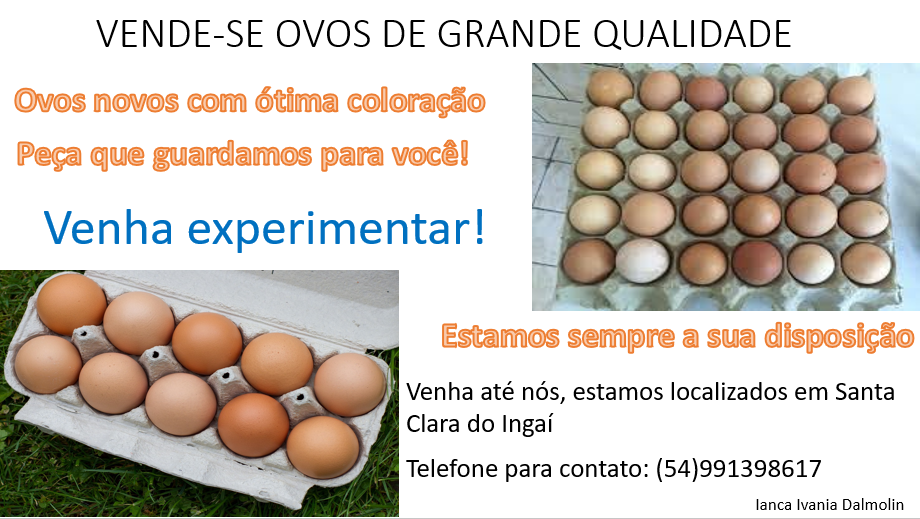 VENDE-SE OVOS DE GRANDE QUALIDADE
Ovos novos com ótima coloração
Peça que guardamos para você!
Venha experimentar!
Estamos sempre a sua disposição
Venha até nós, estamos localizados em Santa
Clara do Ingaí
Telefone para contato: (54)991398617
Ianca Ivania Dalmolin